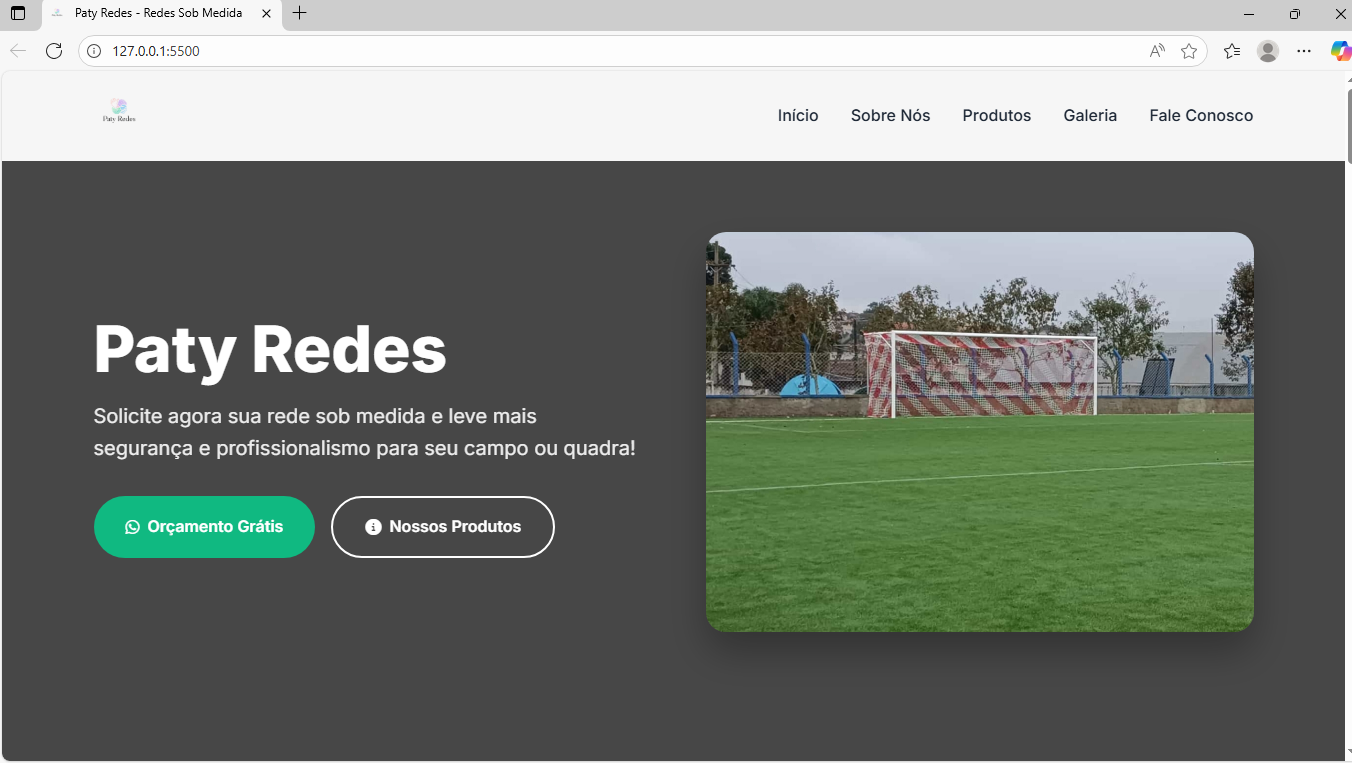 Paty Redes - Redes Sob Medida
127.0.0.1:5500
Paty Redes
Início
Sobre Nós
Produtos
Galeria
Fale Conosco
Paty Redes
Solicite agora sua rede sob medida e leve mais
segurança e profissionalismo para seu campo ou quadra!
Orçamento Grátis
Nossos Produtos